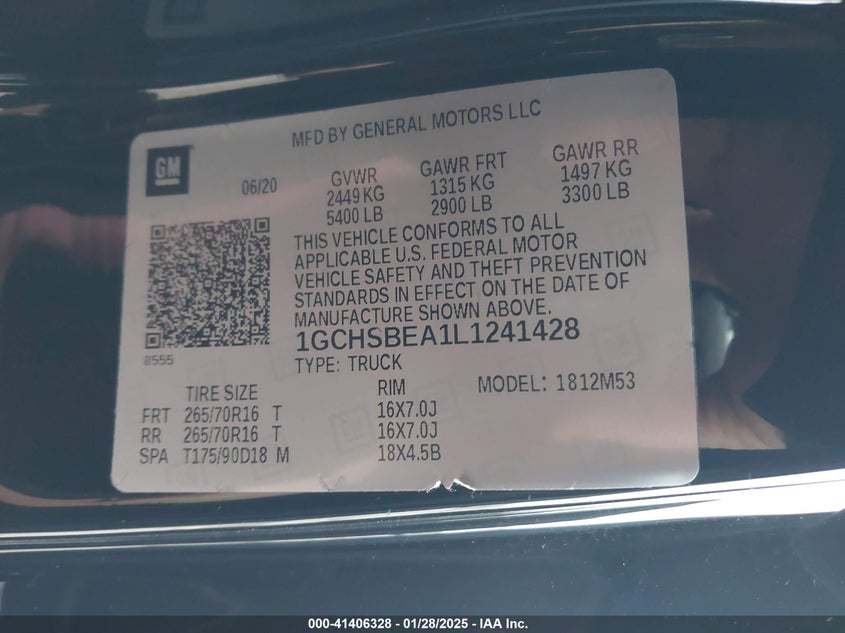 MFD BY GENERAL MOTORS LLC
GM
06/20
GVWR GAWR FRT GAWR RR
2449 KG 1315 KG 1497 KG
5400 LB 2900 LB 3300 LB
THIS VEHICLE CONFORMS TO ALL
APPLICABLE U.S. FEDERAL MOTOR
VEHICLE SAFETY AND THEFT PREVENTION
STANDARDS IN EFFECT ON THE DATE OF
MANUFACTURE SHOWN ABOVE.
1GCHSBEA1L1241428
8555
TYPE: TRUCK
TIRE SIZE RIM MODEL: 1812M53
FRT 265/70R16 T 16X7.0J
RR 265/70R16 T 16X7.0J
SPA T175/90D18 M 18X4.5B
000-41406328 - 01/28/2025 - IAA Inc.